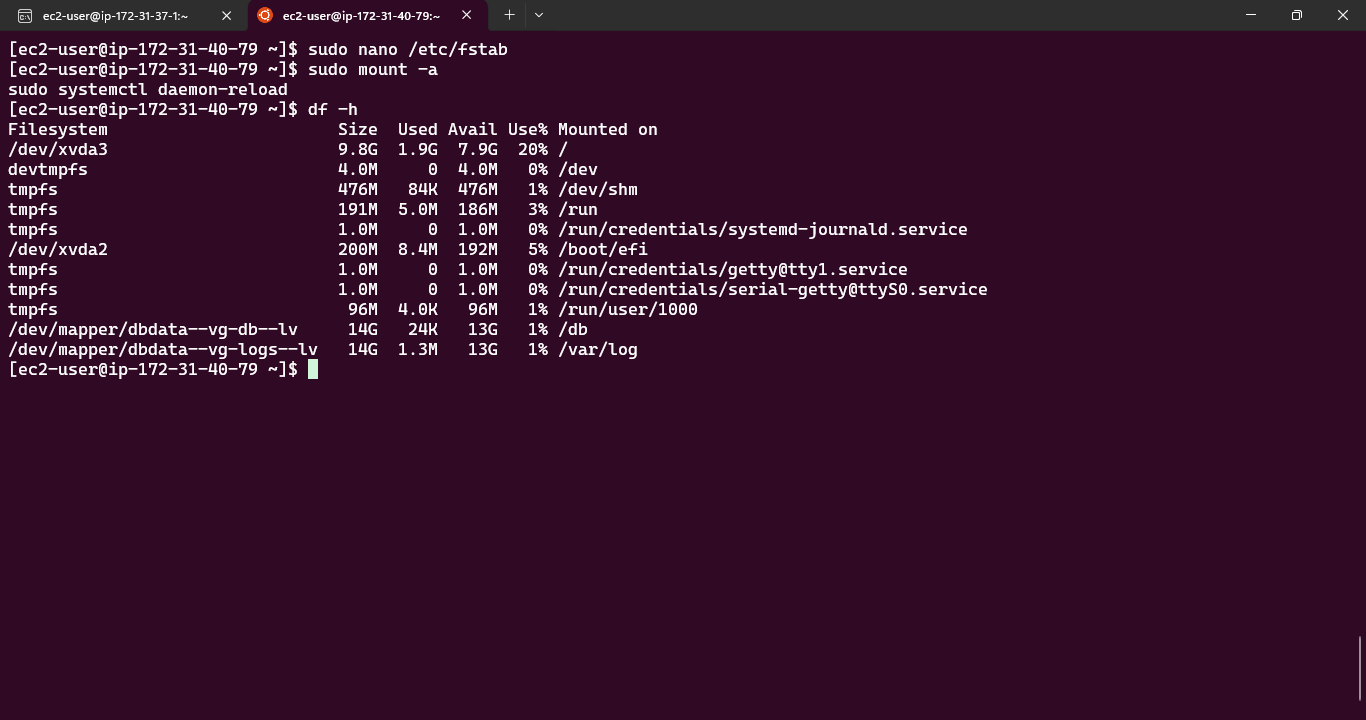 ec2-user@ip-172-31-37-1:~ ec2-user@ip-172-31-40-79:~
[ec2-user@ip-172-31-40-79 ~]$ sudo nano /etc/fstab
[ec2-user@ip-172-31-40-79 ~]$ sudo mount -a
sudo systemctl daemon-reload
[ec2-user@ip-172-31-40-79 ~]$ df -h
Filesystem                       Size  Used Avail Use% Mounted on
/dev/xvda3                       9.8G  1.9G  7.9G  20% /
devtmpfs                         4.0M     0  4.0M   0% /dev
tmpfs                            476M   84K  476M   1% /dev/shm
tmpfs                            191M  5.0M  186M   3% /run
tmpfs                            1.0M     0  1.0M   0% /run/credentials/systemd-journald.service
/dev/xvda2                       200M  8.4M  192M   5% /boot/efi
tmpfs                            1.0M     0  1.0M   0% /run/credentials/getty@tty1.service
tmpfs                            1.0M     0  1.0M   0% /run/credentials/serial-getty@ttyS0.service
tmpfs                             96M  4.0K   96M   1% /run/user/1000
/dev/mapper/dbdata--vg-db--lv     14G   24K   13G   1% /db
/dev/mapper/dbdata--vg-logs--lv   14G  1.3M   13G   1% /var/log
[ec2-user@ip-172-31-40-79 ~]$